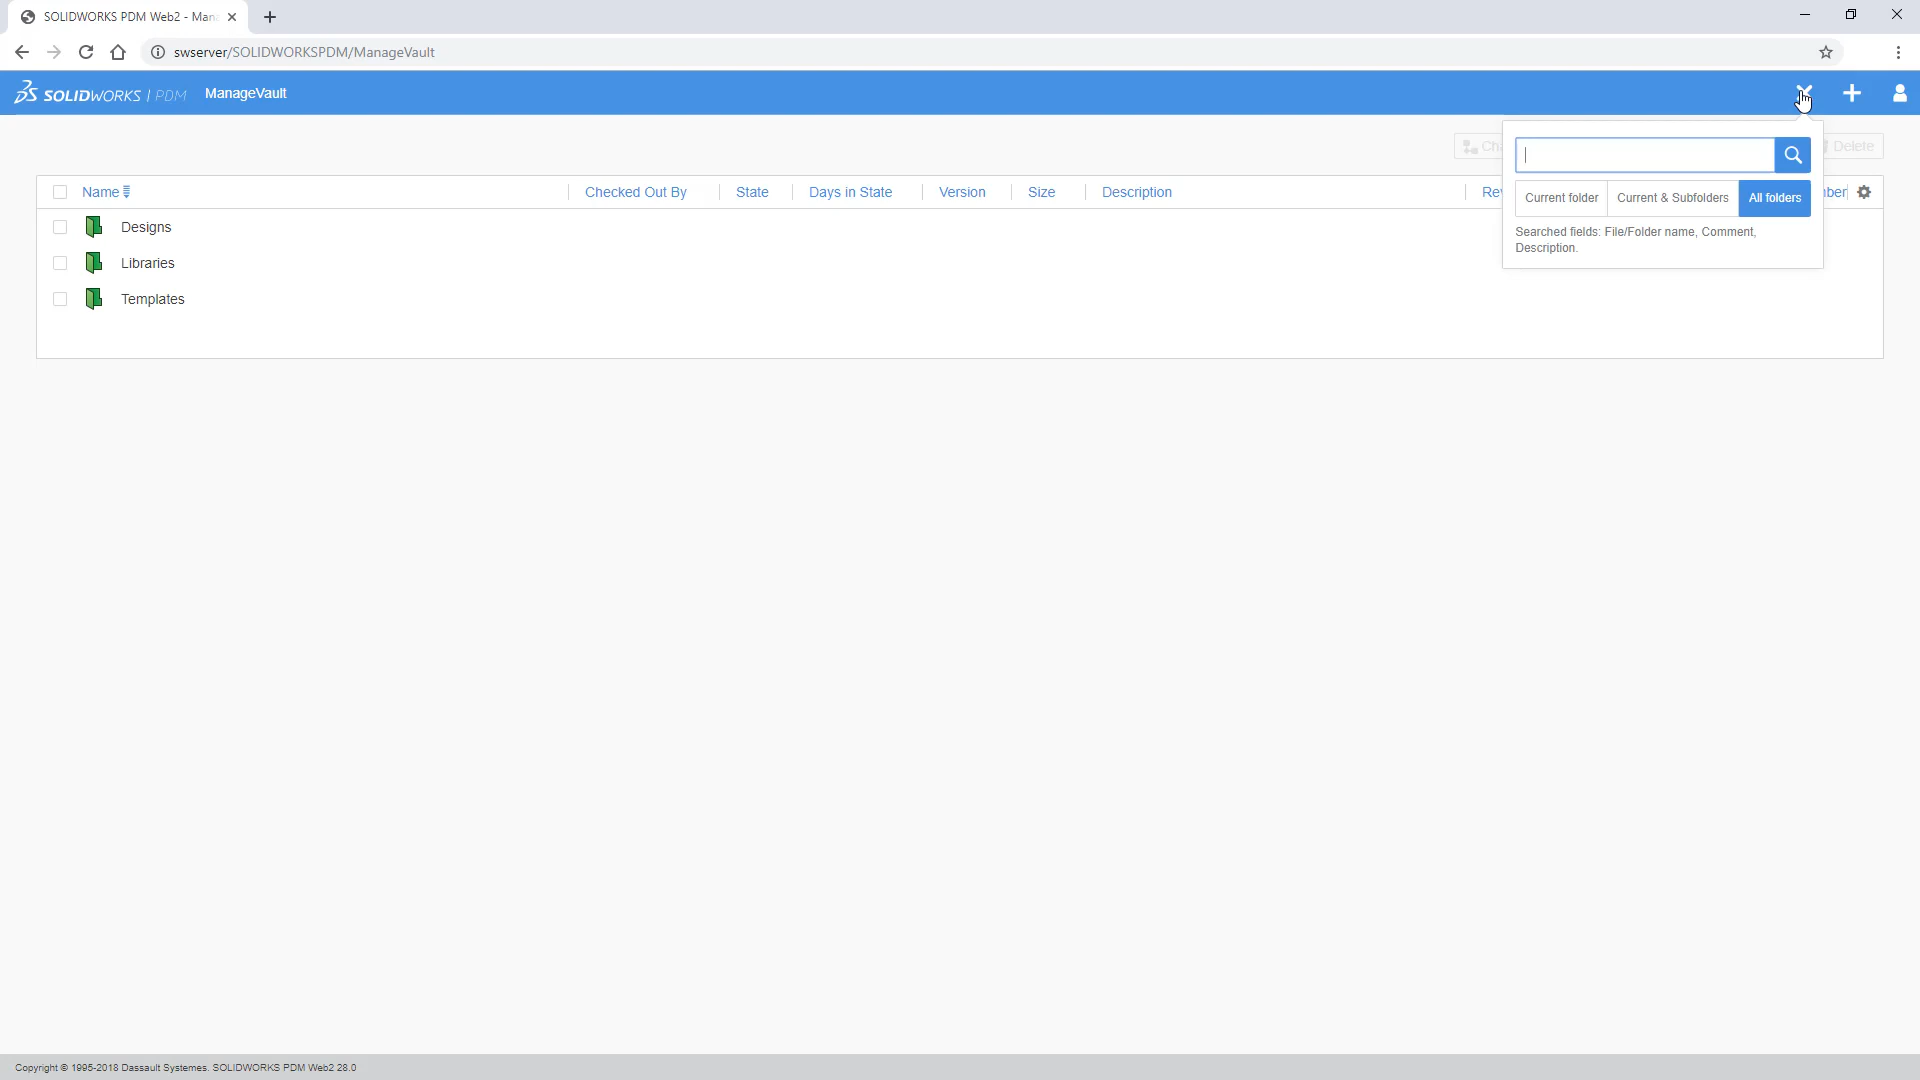 SOLIDWORKS PDM Web2 - Man
swserver/SOLIDWORKSPDM/ManageVault
SOLIDWORKS | PDM ManageVault
Delete
Name Checked Out By State Days in State Version Size Description
Current folder Current & Subfolders All folders
Designs
Searched fields: File/Folder name, Comment,
Description.
Libraries
Templates
Copyright © 1995-2018 Dassault Systemes. SOLIDWORKS PDM Web2 28.0